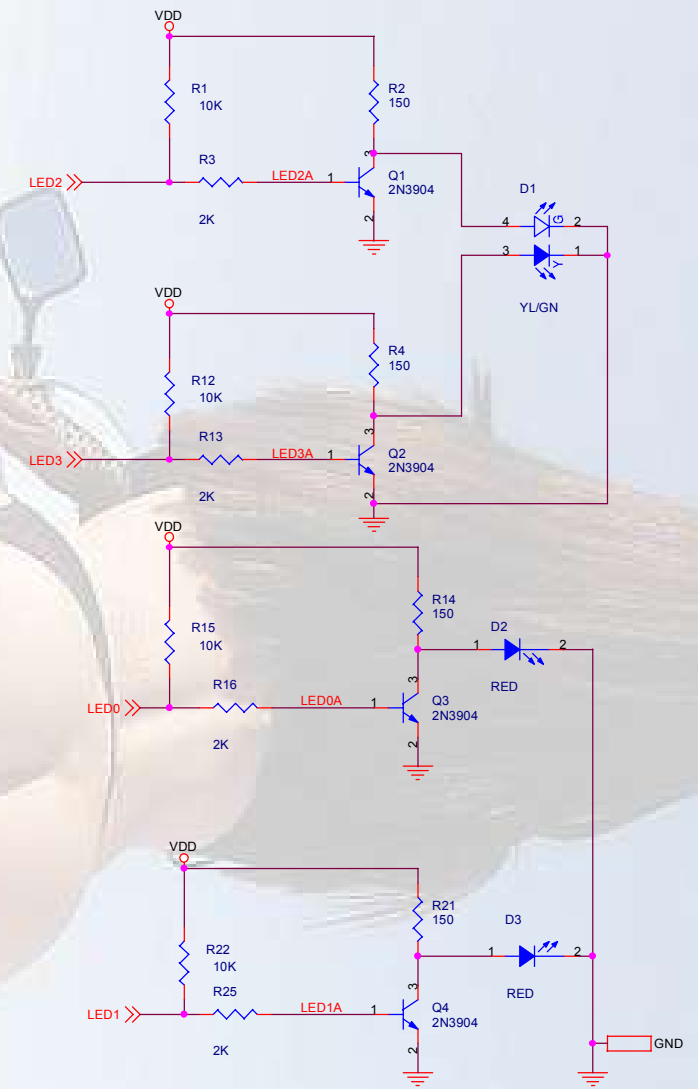 VDD
R1
10K
R2
150
3
R3
LED2
LED2A
1
Q1
2N3904
2K
2
D1
4
G
2
3
Y
1
YL/GN
VDD
R4
150
R12
10K
R13
3
LED3
LED3A
1
Q2
2N3904
2K
2
VDD
R14
150
R15
10K
D2
1
2
R16
3
RED
LED0
LED0A
1
Q3
2N3904
2K
2
VDD
R21
150
D3
R22
10K
1
2
R25
3
RED
LED1
LED1A
1
Q4
2N3904
2K
2
GND